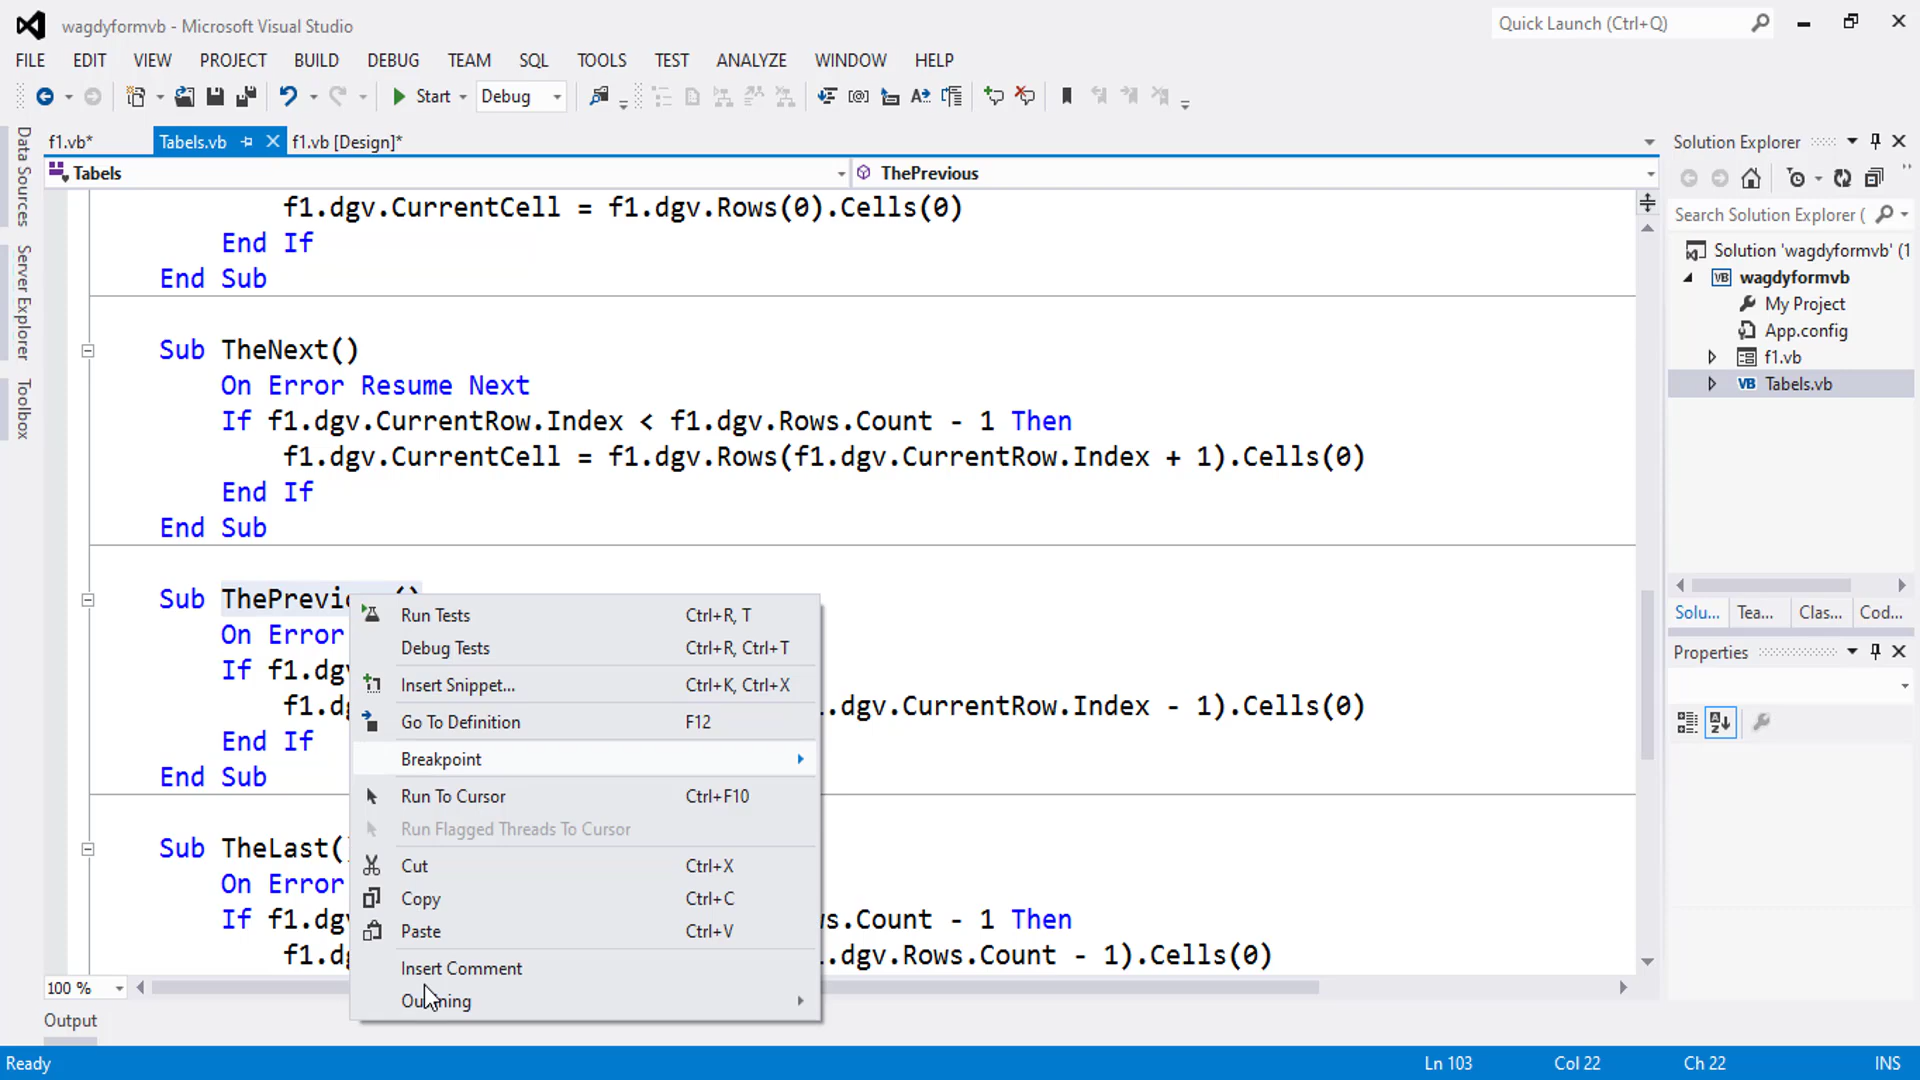 wagdyformvb - Microsoft Visual Studio
Quick Launch (Ctrl+Q)
FILE EDIT VIEW PROJECT BUILD DEBUG TEAM SQL TOOLS TEST ANALYZE WINDOW HELP
Start Debug
f1.vb* Tabels.vb f1.vb [Design]*
Tabels ThePrevious
Data Sources
Server Explorer
Toolbox
f1.dgv.CurrentCell = f1.dgv.Rows(0).Cells(0)
End If
End Sub
Sub TheNext()
On Error Resume Next
If f1.dgv.CurrentRow.Index < f1.dgv.Rows.Count - 1 Then
f1.dgv.CurrentCell = f1.dgv.Rows(f1.dgv.CurrentRow.Index + 1).Cells(0)
End If
End Sub
Sub ThePrevio ()
On Error
If f1.dg
f1.d .dgv.CurrentRow.Index - 1).Cells(0)
End If
End Sub
Sub TheLast()
On Error
If f1.dg s.Count - 1 Then
f1.d .dgv.Rows.Count - 1).Cells(0)
Run Tests Ctrl+R, T
Debug Tests Ctrl+R, Ctrl+T
Insert Snippet... Ctrl+K, Ctrl+X
Go To Definition F12
Breakpoint
Run To Cursor Ctrl+F10
Run Flagged Threads To Cursor
Cut Ctrl+X
Copy Ctrl+C
Paste Ctrl+V
Insert Comment
100 %
Output
Solution Explorer
Search Solution Explorer (
Solution 'wagdyformvb' (1
wagdyformvb
My Project
App.config
f1.vb
VB Tabels.vb
Solu... Tea... Clas... Cod...
Properties
Ready Ln 103 Col 22 Ch 22 INS